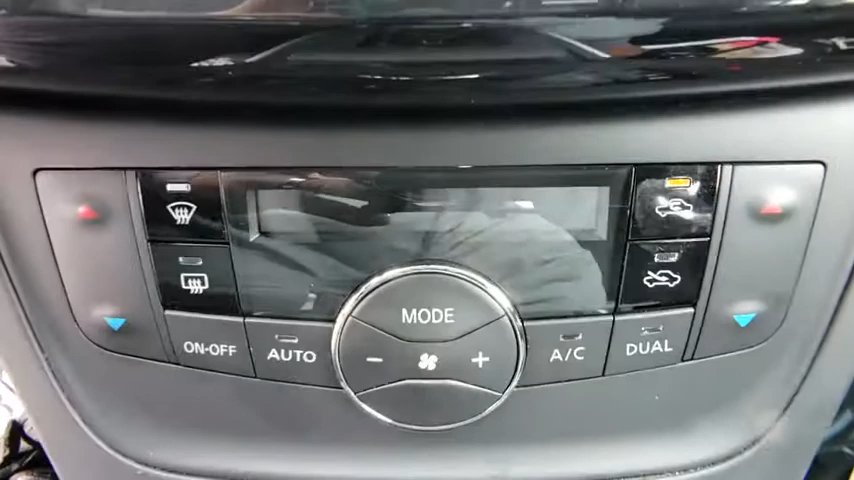 MODE
ON·OFF
AUTO
− +
A/C
DUAL